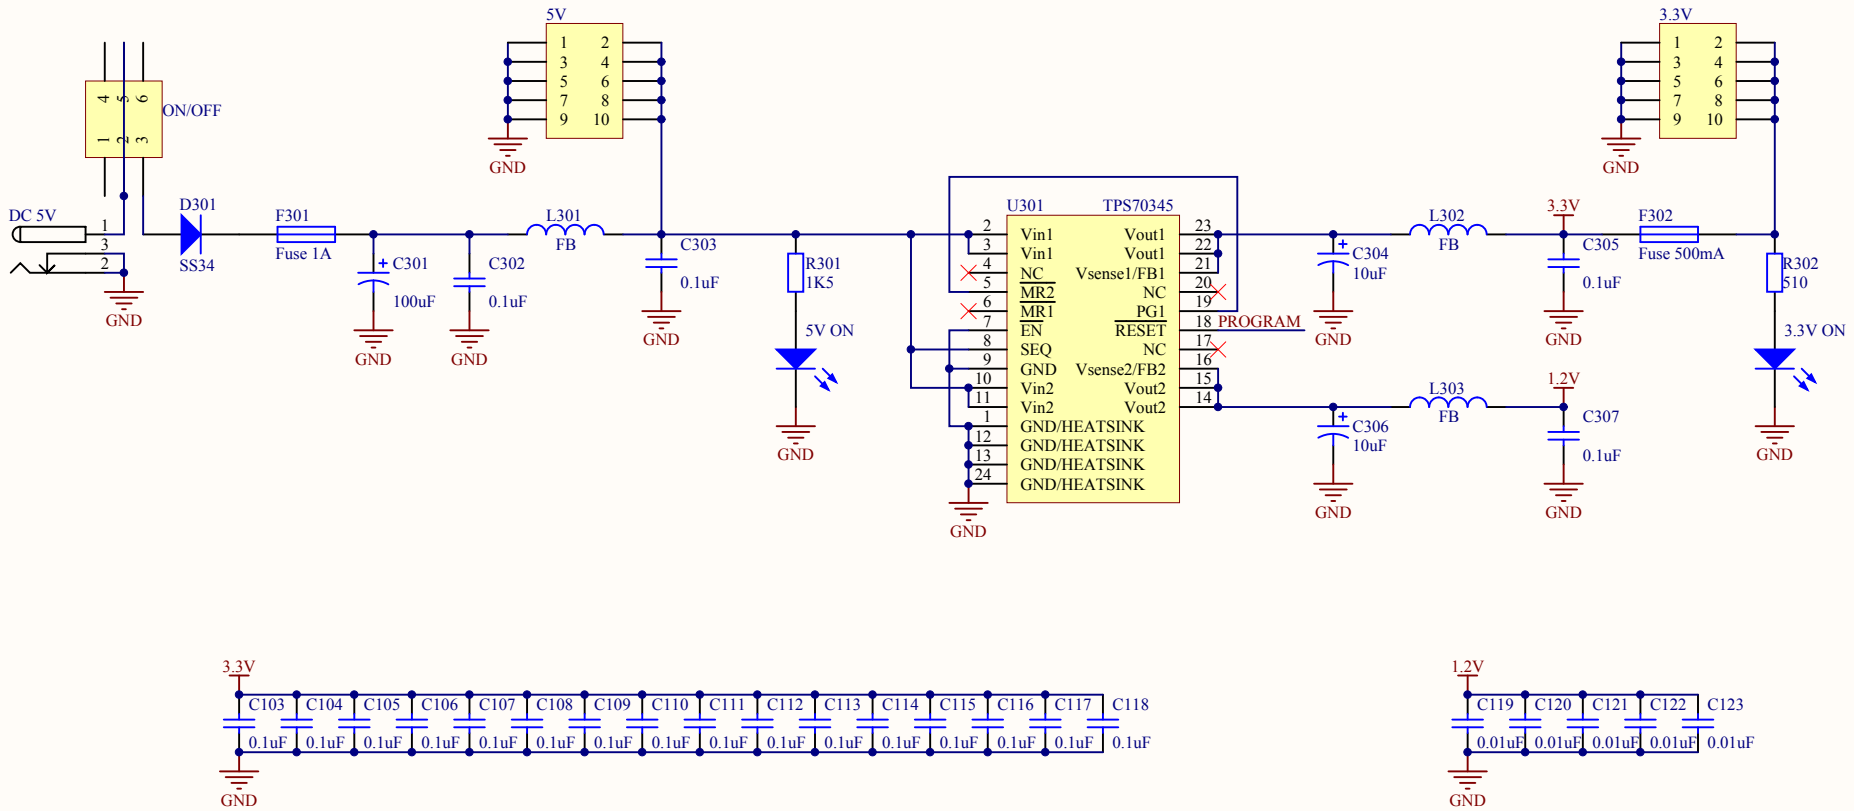 5V
1 2
3 4
5 6
7 8
9 10
GND
3.3V
1 2
3 4
5 6
7 8
9 10
GND
4 5 6
1 2 3
ON/OFF
DC 5V
1
3
2
GND
D301
SS34
F301
Fuse 1A
C301
100uF
GND
C302
0.1uF
GND
L301
FB
C303
0.1uF
GND
R301
1K5
5V ON
GND
U301 TPS70345
2 Vin1 Vout1 23
3 Vin1 Vout1 22
4 NC Vsense1/FB1 21
5 MR2 NC 20
6 MR1 PG1 19
7 EN RESET 18 PROGRAM
8 SEQ NC 17
9 GND Vsense2/FB2 16
10 Vin2 Vout2 15
11 Vin2 Vout2 14
1 GND/HEATSINK
12 GND/HEATSINK
13 GND/HEATSINK
24 GND/HEATSINK
GND
C304
10uF
GND
L302
FB
3.3V
C305
0.1uF
GND
F302
Fuse 500mA
R302
510
3.3V ON
GND
C306
10uF
GND
L303
FB
1.2V
C307
0.1uF
GND
3.3V
C103 C104 C105 C106 C107 C108 C109 C110 C111 C112 C113 C114 C115 C116 C117 C118
0.1uF 0.1uF 0.1uF 0.1uF 0.1uF 0.1uF 0.1uF 0.1uF 0.1uF 0.1uF 0.1uF 0.1uF 0.1uF 0.1uF 0.1uF 0.1uF
GND
1.2V
C119 C120 C121 C122 C123
0.01uF 0.01uF 0.01uF 0.01uF 0.01uF
GND